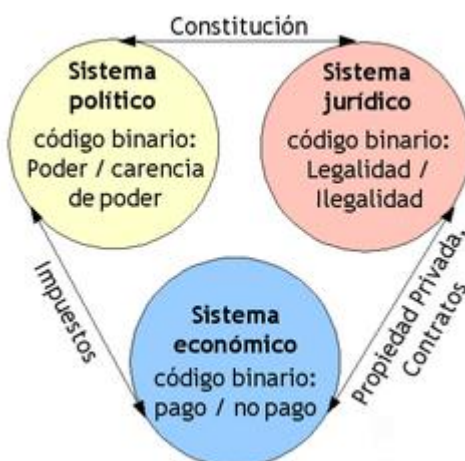 Constitución
Sistema
político
código binario:
Poder / carencia
de poder
Sistema
jurídico
código binario:
Legalidad /
Ilegalidad
Impuestos
Propiedad Privada,
Contratos
Sistema
económico
código binario:
pago / no pago